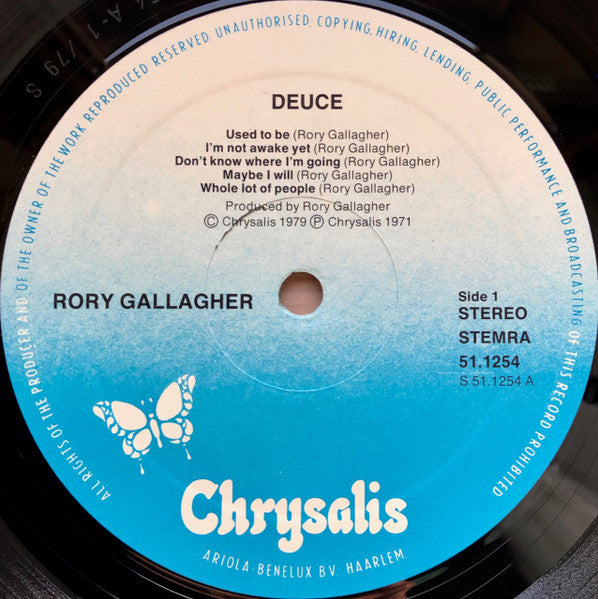 ALL RIGHTS OF THE PRODUCER AND OF THE OWNER OF THE WORK REPRODUCED RESERVED. UNAUTHORISED, COPYING, HIRING, LENDING, PUBLIC PERFORMANCE AND BROADCASTING OF THIS RECORD PROHIBITED
DEUCE
Used to be (Rory Gallagher)
I'm not awake yet (Rory Gallagher)
Don't know where I'm going (Rory Gallagher)
Maybe I will (Rory Gallagher)
Whole lot of people (Rory Gallagher)
Produced by Rory Gallagher
© Chrysalis 1979 ℗ Chrysalis 1971
RORY GALLAGHER
Side 1
STEREO
STEMRA
51.1254
S 51.1254 A
Chrysalis
ARIOLA-BENELUX B.V. HAARLEM.